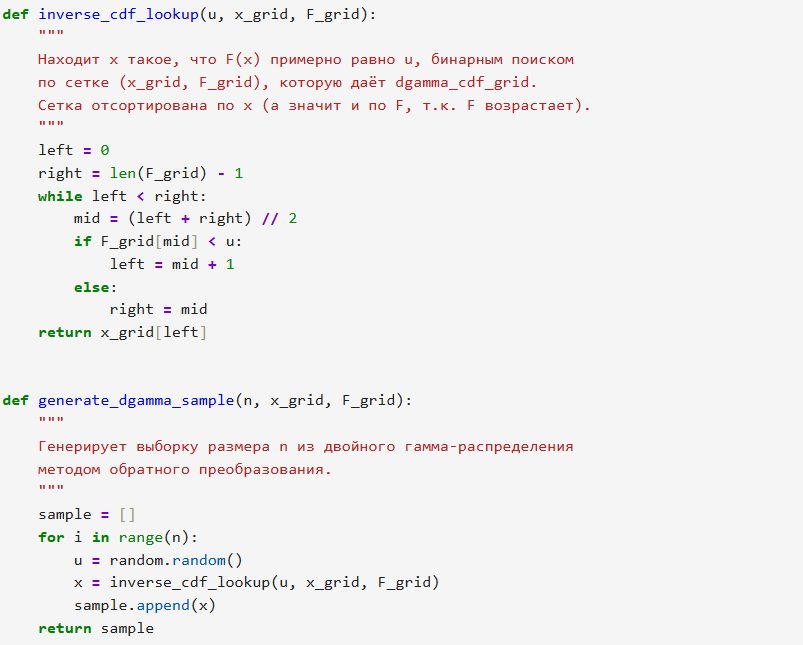 def inverse_cdf_lookup(u, x_grid, F_grid):
    """
    Находит x такое, что F(x) примерно равно u, бинарным поиском
    по сетке (x_grid, F_grid), которую даёт dgamma_cdf_grid.
    Сетка отсортирована по x (а значит и по F, т.к. F возрастает).
    """
    left = 0
    right = len(F_grid) - 1
    while left < right:
        mid = (left + right) // 2
        if F_grid[mid] < u:
            left = mid + 1
        else:
            right = mid
    return x_grid[left]
def generate_dgamma_sample(n, x_grid, F_grid):
    """
    Генерирует выборку размера n из двойного гамма-распределения
    методом обратного преобразования.
    """
    sample = []
    for i in range(n):
        u = random.random()
        x = inverse_cdf_lookup(u, x_grid, F_grid)
        sample.append(x)
    return sample